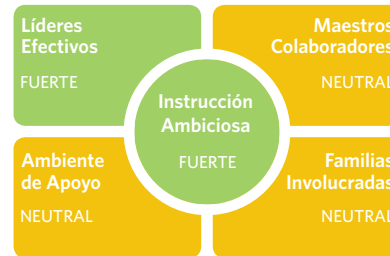 Líderes
Efectivos
FUERTE
Maestros
Colaboradores
NEUTRAL
Instrucción
Ambiciosa
FUERTE
Ambiente
de Apoyo
NEUTRAL
Familias
Involucradas
NEUTRAL